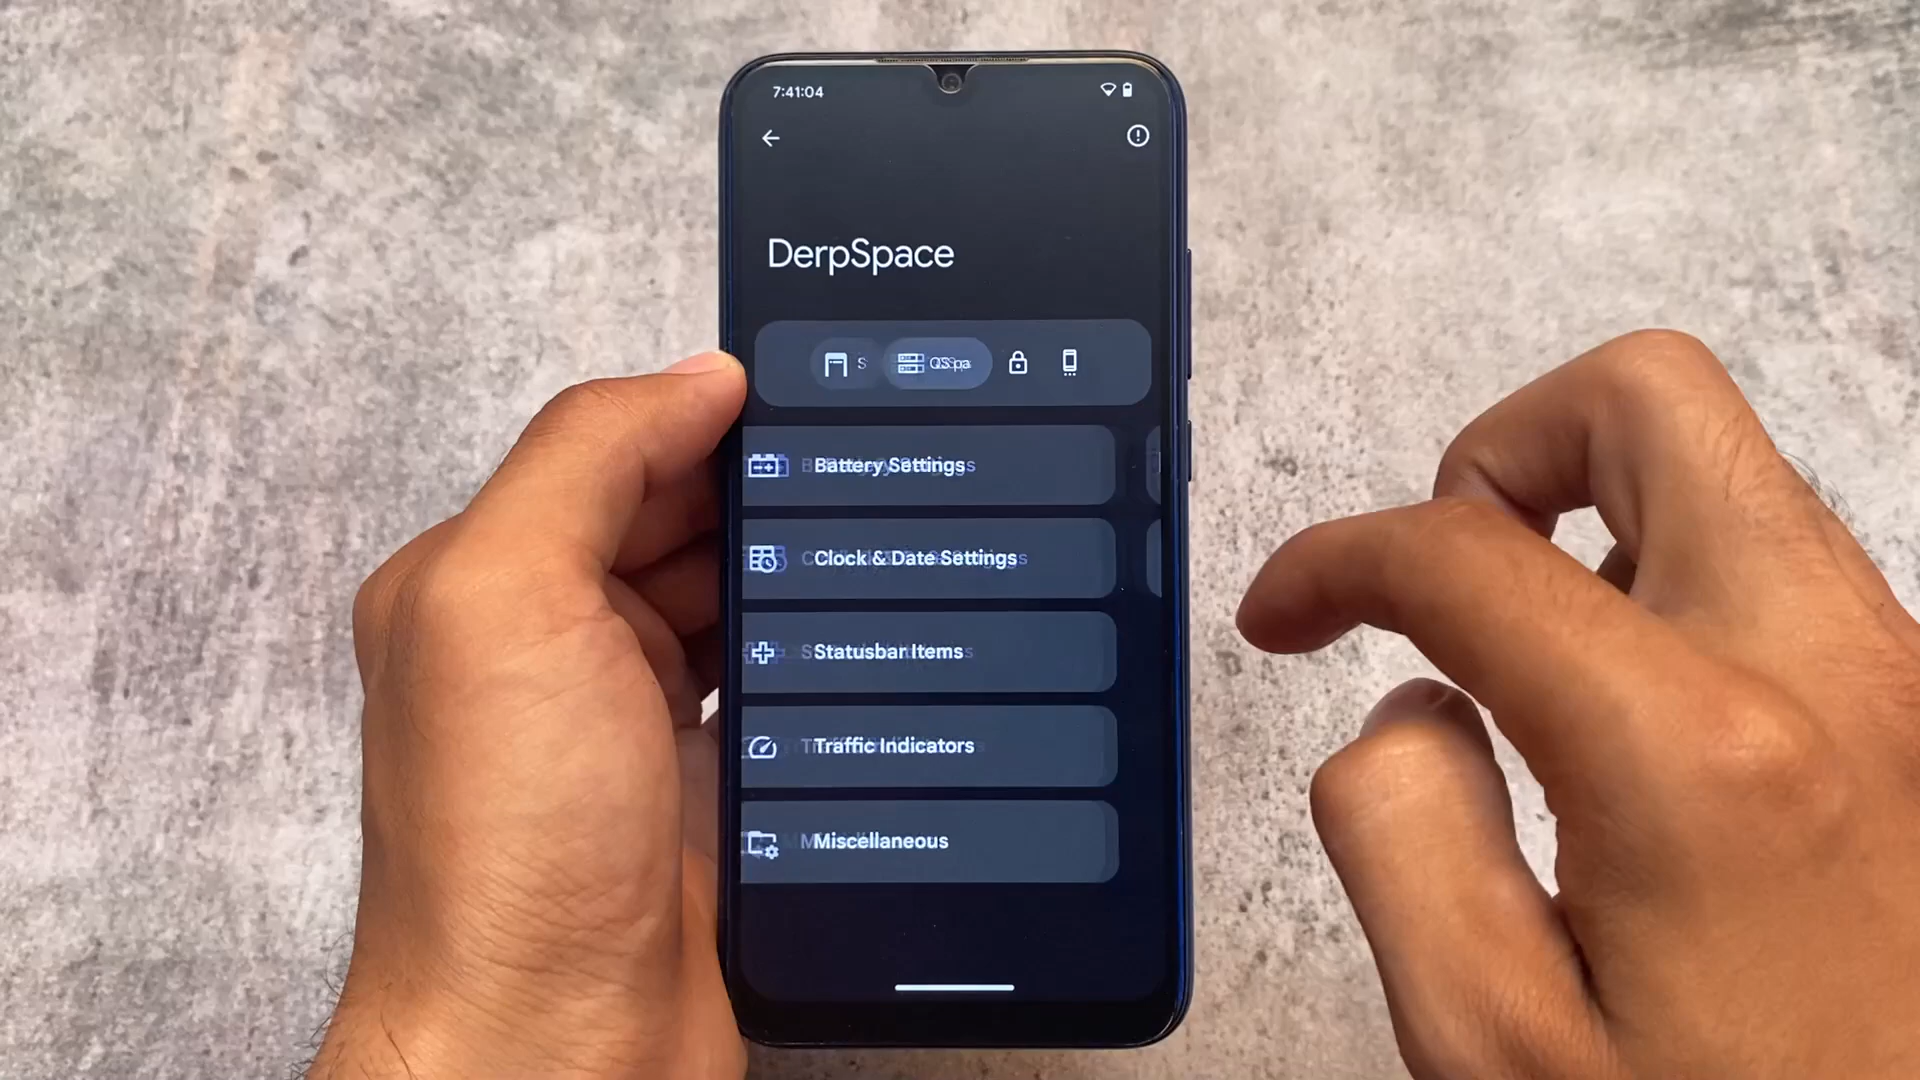 7:41:04
DerpSpace
S
Battery Settings
Clock & Date Settings
Statusbar Items
Traffic Indicators
Miscellaneous